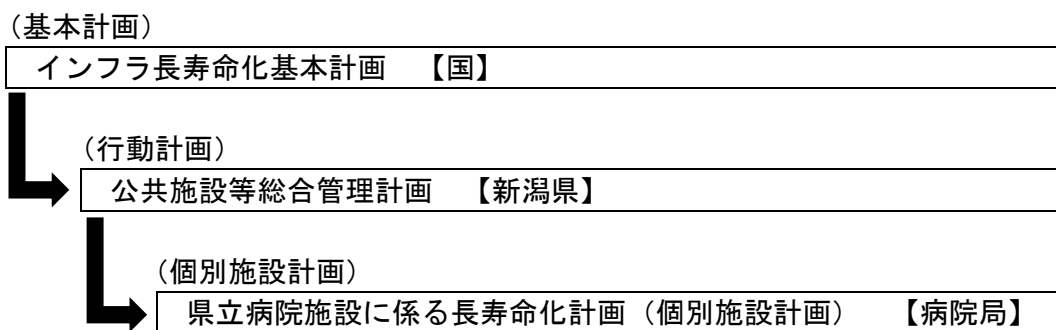 （基本計画）
インフラ長寿命化基本計画　【国】
（行動計画）
公共施設等総合管理計画　【新潟県】
（個別施設計画）
県立病院施設に係る長寿命化計画（個別施設計画）　【病院局】